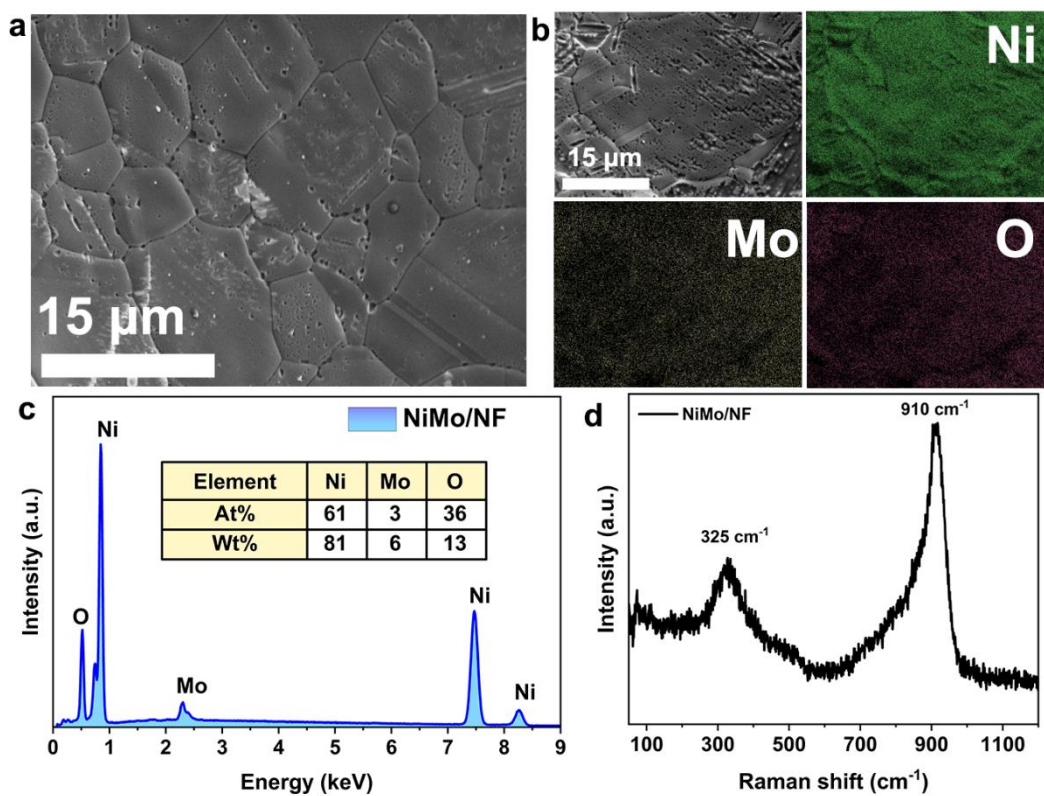 a
15 µm
b
15 µm
Ni
Mo
O
c
NiMo/NF
Ni
Element Ni Mo O
At% 61 3 36
Wt% 81 6 13
O
Mo
Ni
Ni
Intensity (a.u.)
0 1 2 3 4 5 6 7 8 9
Energy (keV)
d
NiMo/NF
910 cm⁻¹
325 cm⁻¹
Intensity (a.u.)
100 300 500 700 900 1100
Raman shift (cm⁻¹)